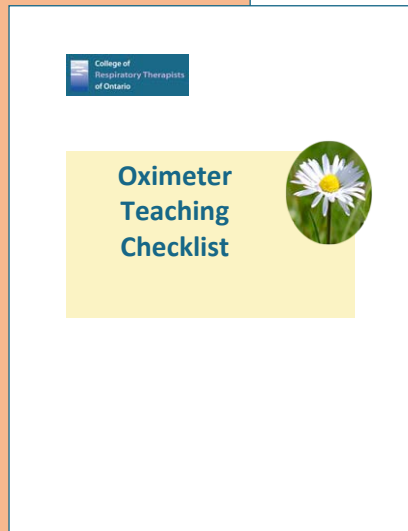 College of
Respiratory Therapists
of Ontario
Oximeter
Teaching
Checklist